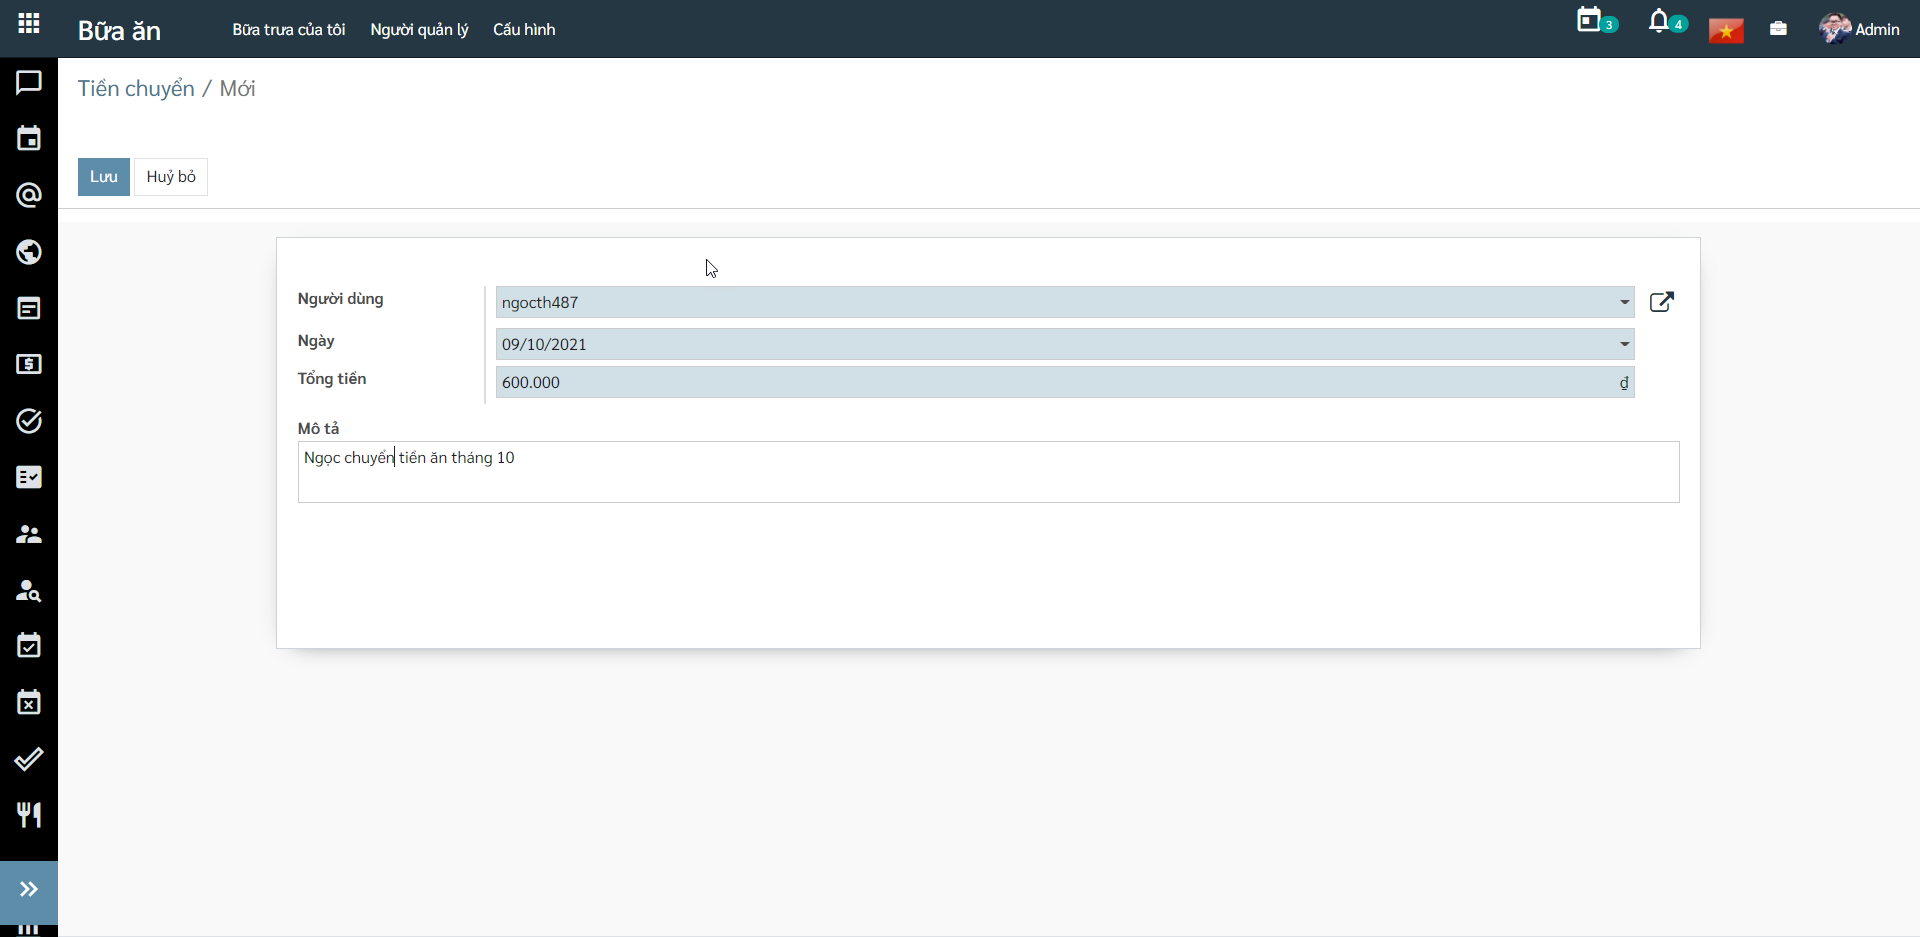 Bữa ăn Bữa trưa của tôi Người quản lý Cấu hình 3 4 Admin
Tiền chuyển / Mới
Lưu Huỷ bỏ
Người dùng ngocth487
Ngày 09/10/2021
Tổng tiền 600.000 ₫
Mô tả
Ngọc chuyển tiền ăn tháng 10